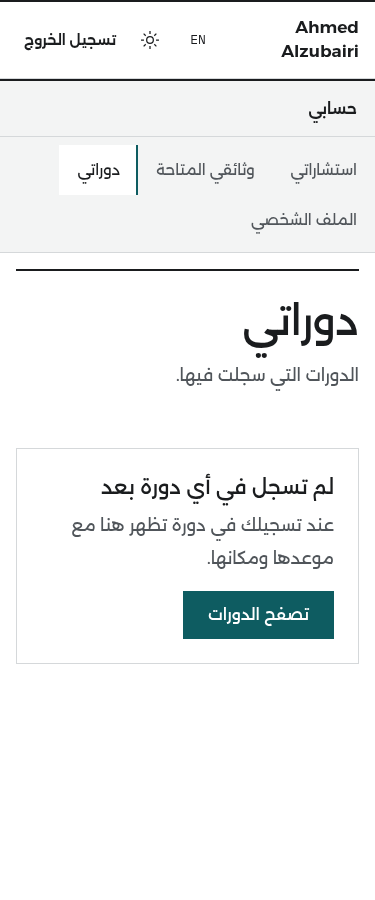 Ahmed
Alzubairi
EN
تسجيل الخروج
حسابي
استشاراتي
وثائقي المتاحة
دوراتي
الملف الشخصي
دوراتي
الدورات التي سجلت فيها.
لم تسجل في أي دورة بعد
عند تسجيلك في دورة تظهر هنا مع
موعدها ومكانها.
تصفح الدورات